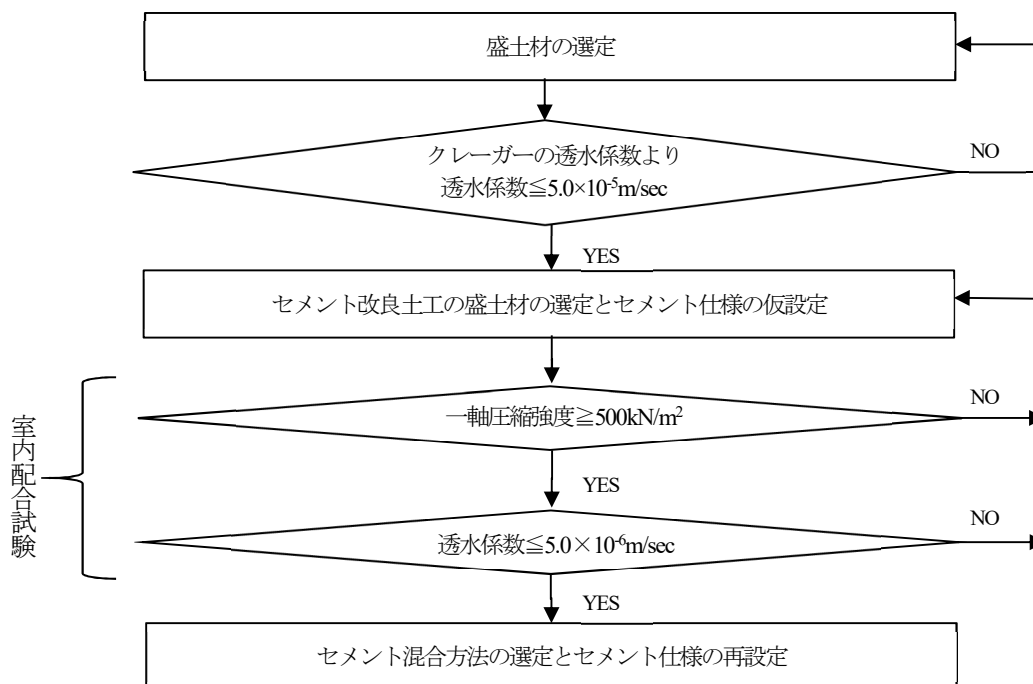 盛土材の選定
クレーガーの透水係数より
透水係数≦5.0×10⁻⁵m/sec
NO
YES
セメント改良土工の盛土材の選定とセメント仕様の仮設定
一軸圧縮強度≧500kN/m²
NO
YES
室内配合試験
透水係数≦5.0×10⁻⁶m/sec
NO
YES
セメント混合方法の選定とセメント仕様の再設定